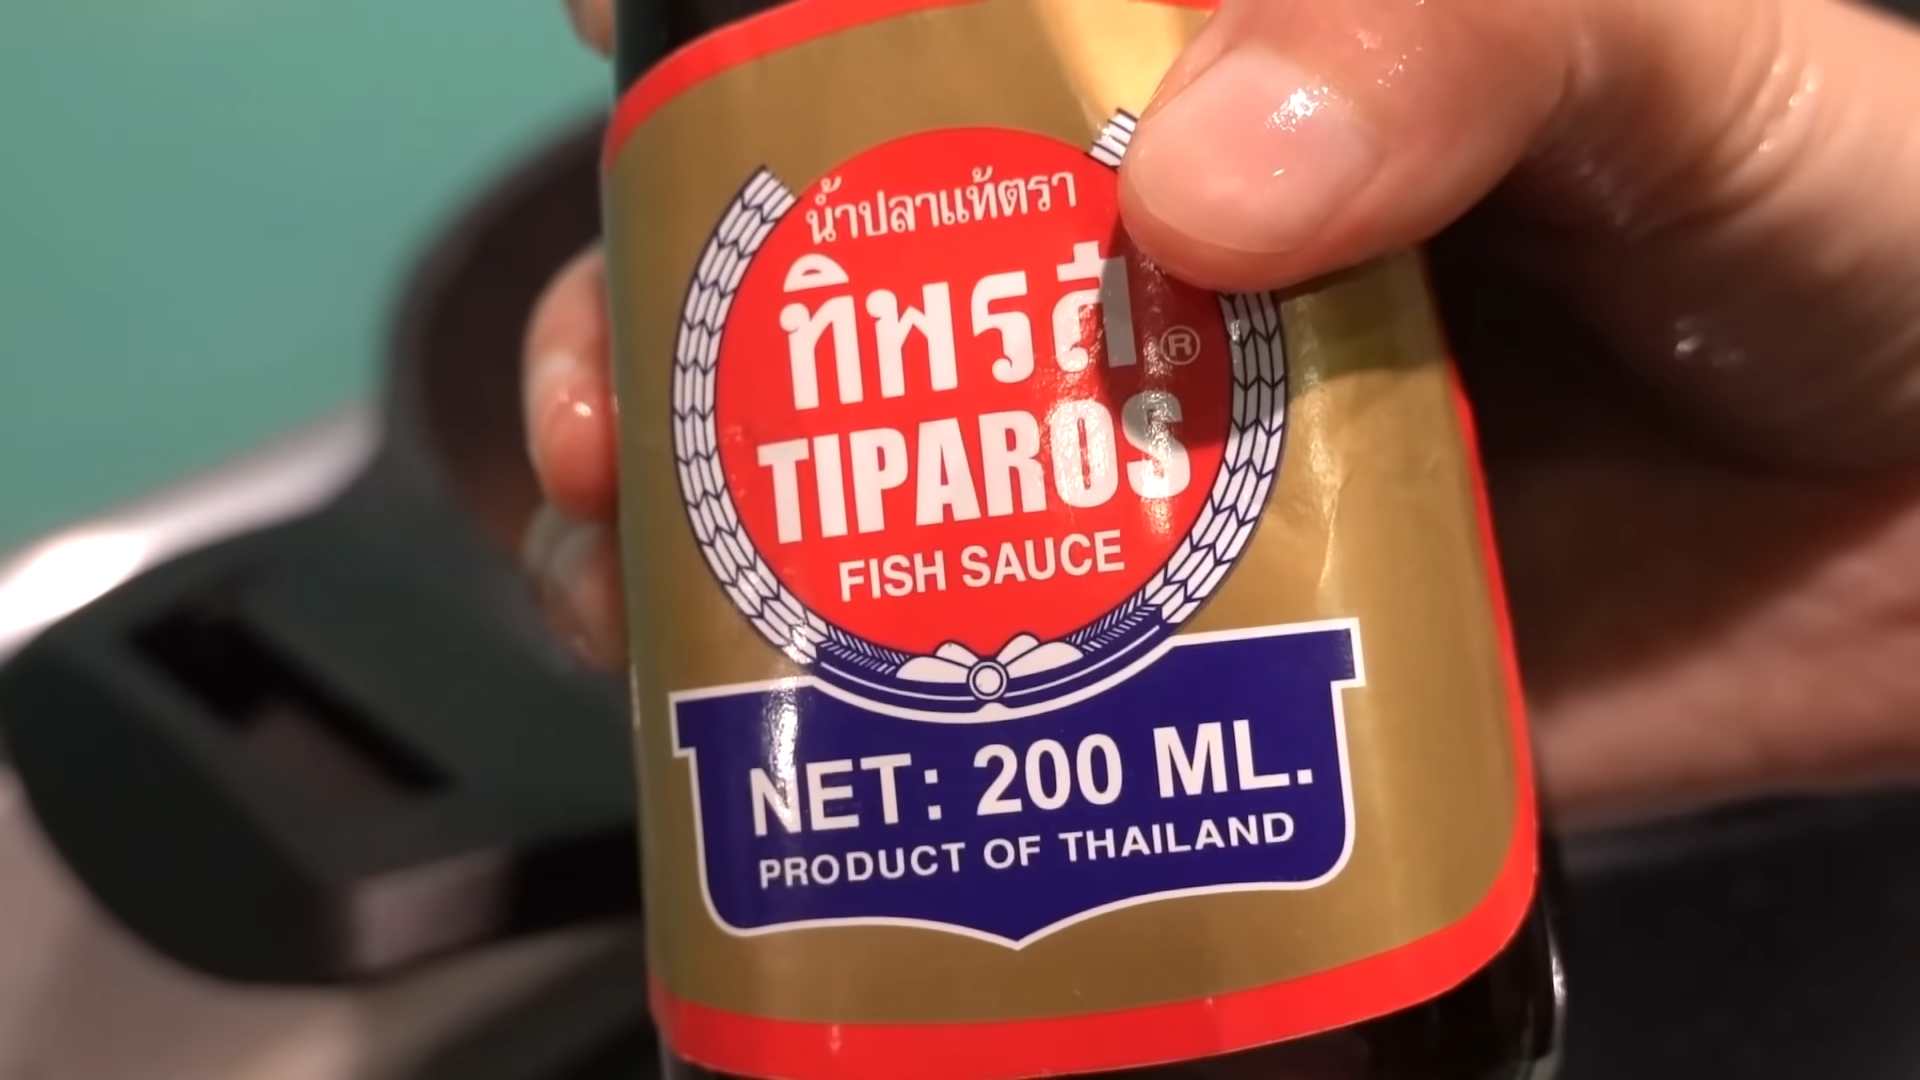 น้ำปลาแท้ตรา
ทิพรส
®
TIPAROS
FISH SAUCE
NET: 200 ML.
PRODUCT OF THAILAND